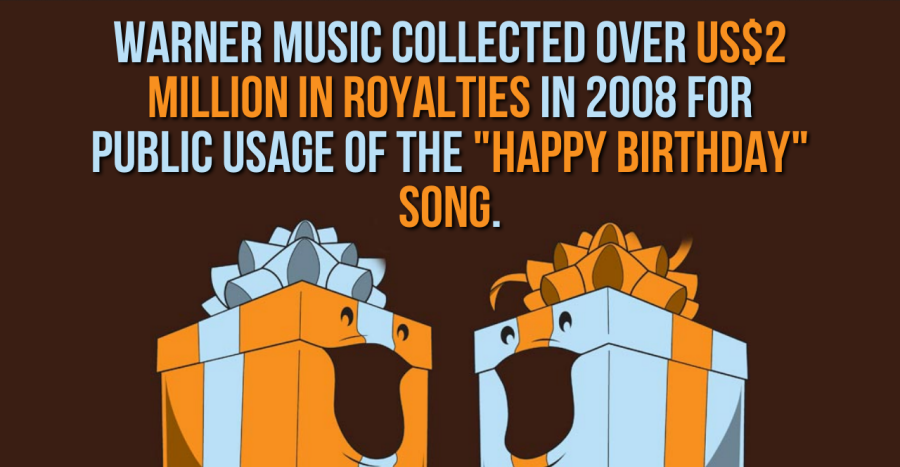 WARNER MUSIC COLLECTED OVER US$2
MILLION IN ROYALTIES IN 2008 FOR
PUBLIC USAGE OF THE "HAPPY BIRTHDAY"
SONG.